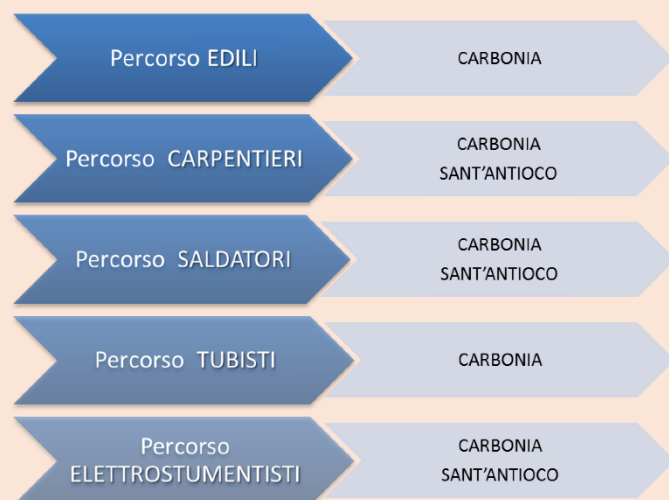 Percorso EDILI
CARBONIA
Percorso CARPENTIERI
CARBONIA
SANT'ANTIOCO
Percorso SALDATORI
CARBONIA
SANT'ANTIOCO
Percorso TUBISTI
CARBONIA
Percorso
ELETTROSTUMENTISTI
CARBONIA
SANT'ANTIOCO